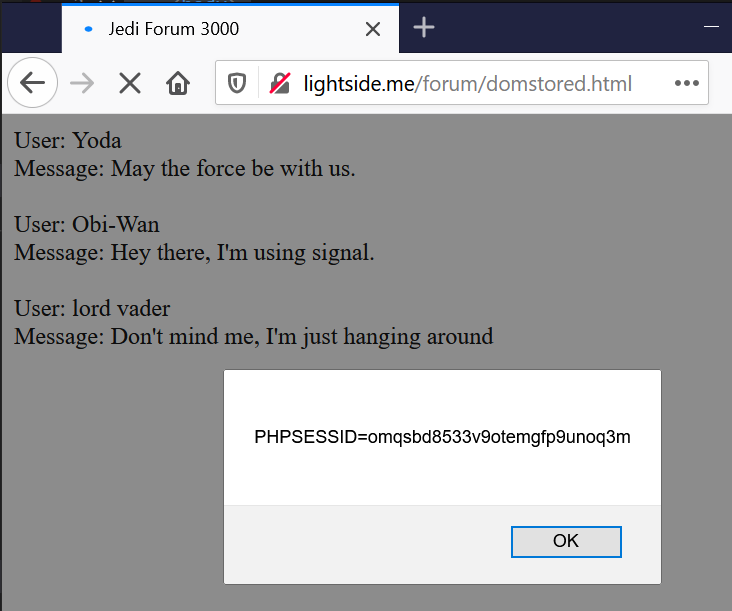 Jedi Forum 3000
lightside.me/forum/domstored.html
User: Yoda
Message: May the force be with us.
User: Obi-Wan
Message: Hey there, I'm using signal.
User: lord vader
Message: Don't mind me, I'm just hanging around
PHPSESSID=omqsbd8533v9otemgfp9unoq3m
OK